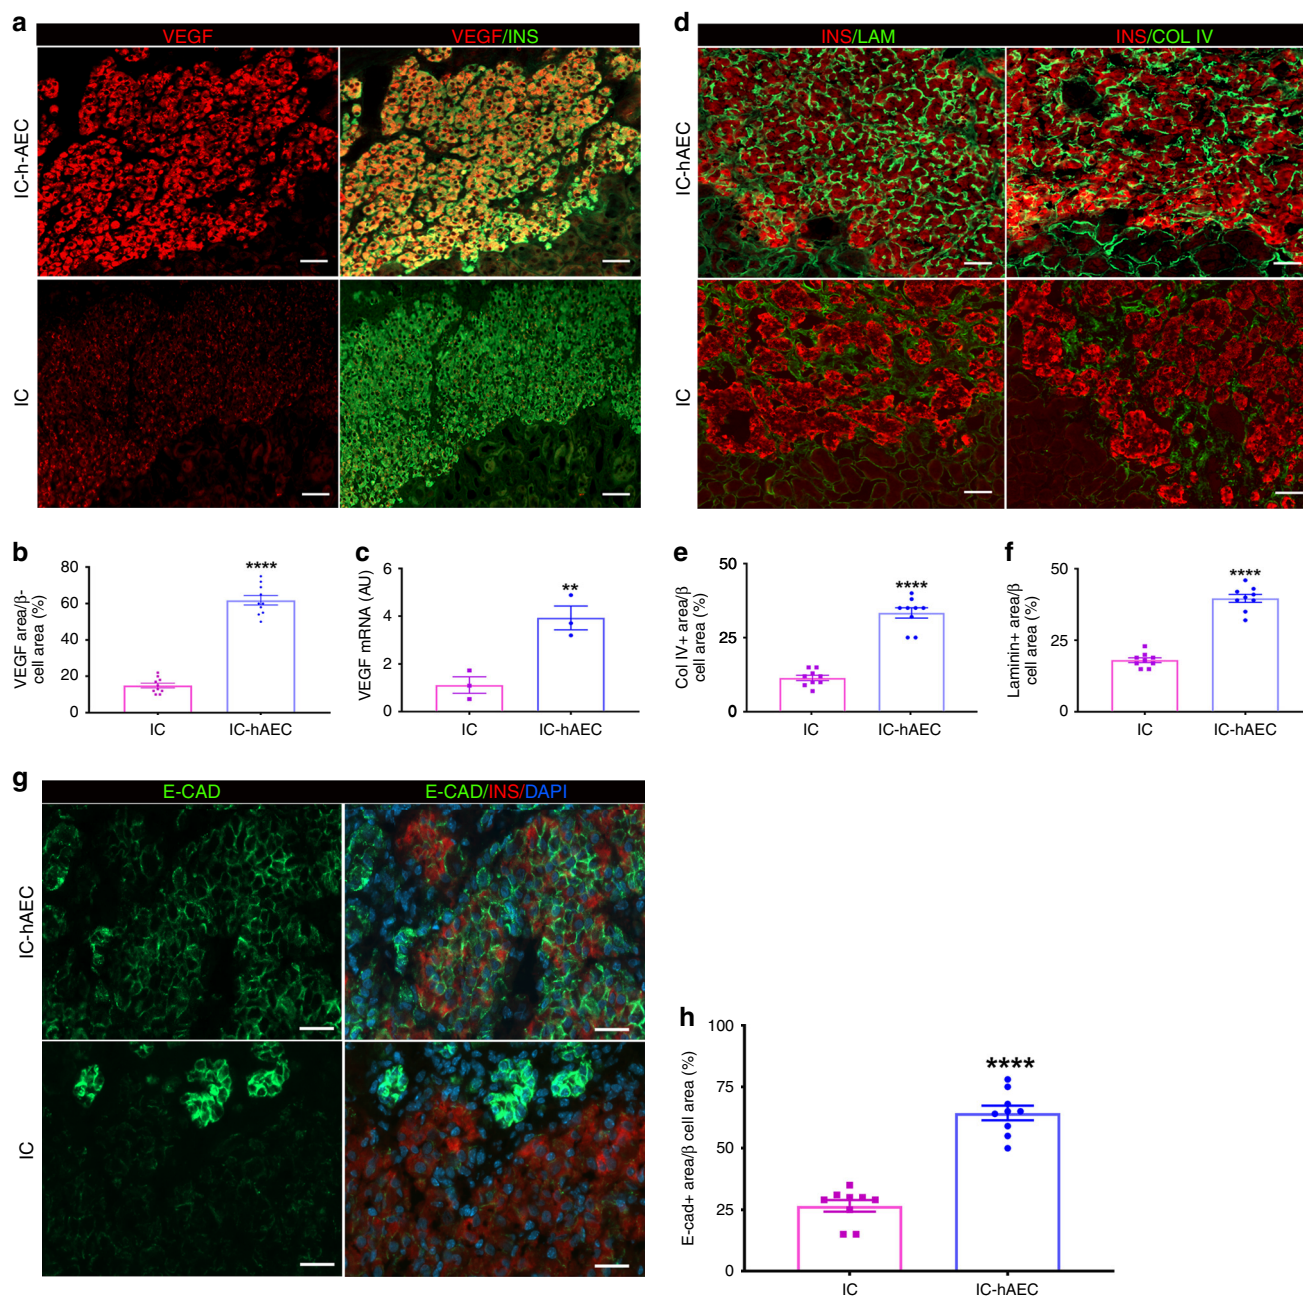 a
VEGF
VEGF/INS
IC-h-AEC
IC
d
INS/LAM
INS/COL IV
IC-hAEC
IC
b
VEGF area/β-
cell area (%)
80
60
40
20
0
****
IC
IC-hAEC
c
VEGF mRNA (AU)
6
4
2
0
**
IC
IC-hAEC
e
Col IV+ area/β
cell area (%)
50
25
0
****
IC
IC-hAEC
f
Laminin+ area/β
cell area (%)
50
25
0
****
IC
IC-hAEC
g
E-CAD
E-CAD/INS/DAPI
IC-hAEC
IC
h
E-cad+ area/β cell area (%)
100
75
50
25
0
****
IC
IC-hAEC